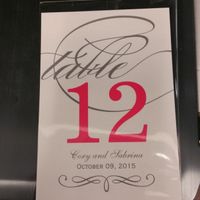 table
12
Cory and Sabrina
OCTOBER 09, 2015